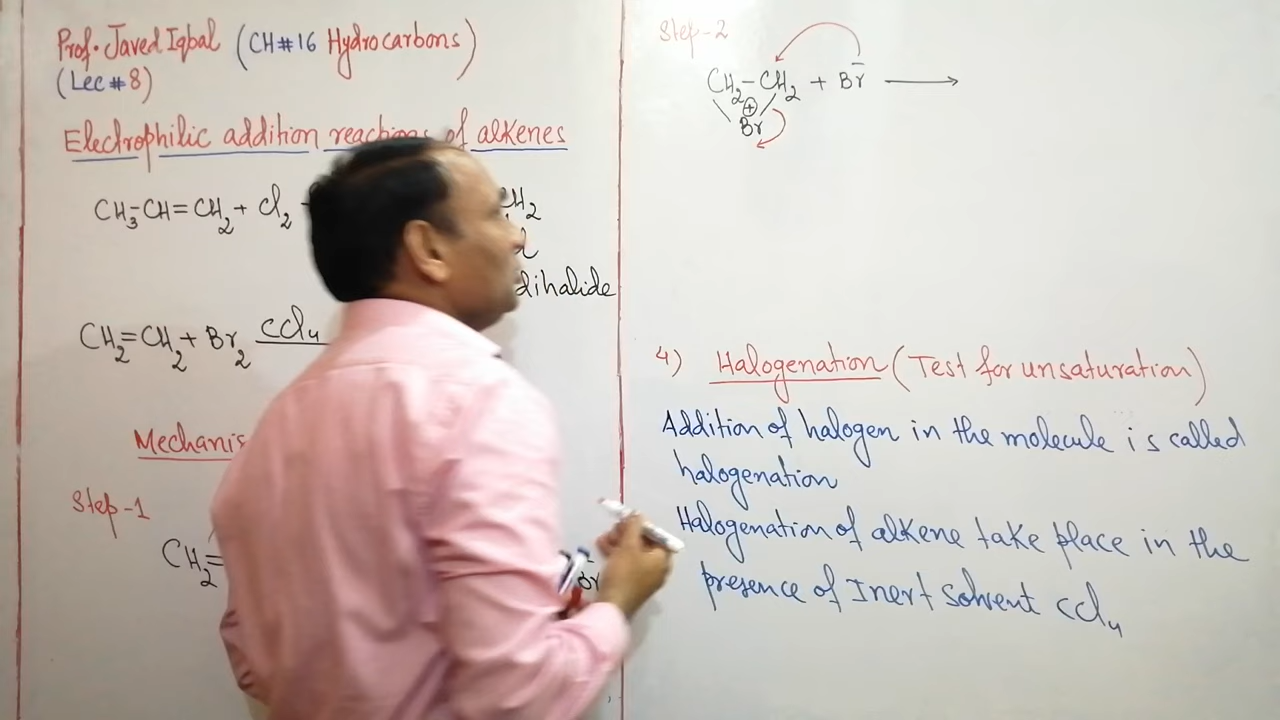 Prof. Javed Iqbal (CH#16 Hydrocarbons)
(Lec#8)
Electrophilic addition reactions of alkenes
CH₃-CH=CH₂ + Cl₂
CH₂
dihalide
CH₂=CH₂ + Br₂ CCl₄
Step-1
CH₂=
Br
Step-2
CH₂-CH₂ + Br⁻ ⟶
⊕
Br
4) Halogenation (Test for unsaturation)
Addition of halogen in the molecule is called
halogenation
Halogenation of alkene take place in the
presence of Inert solvent CCl₄